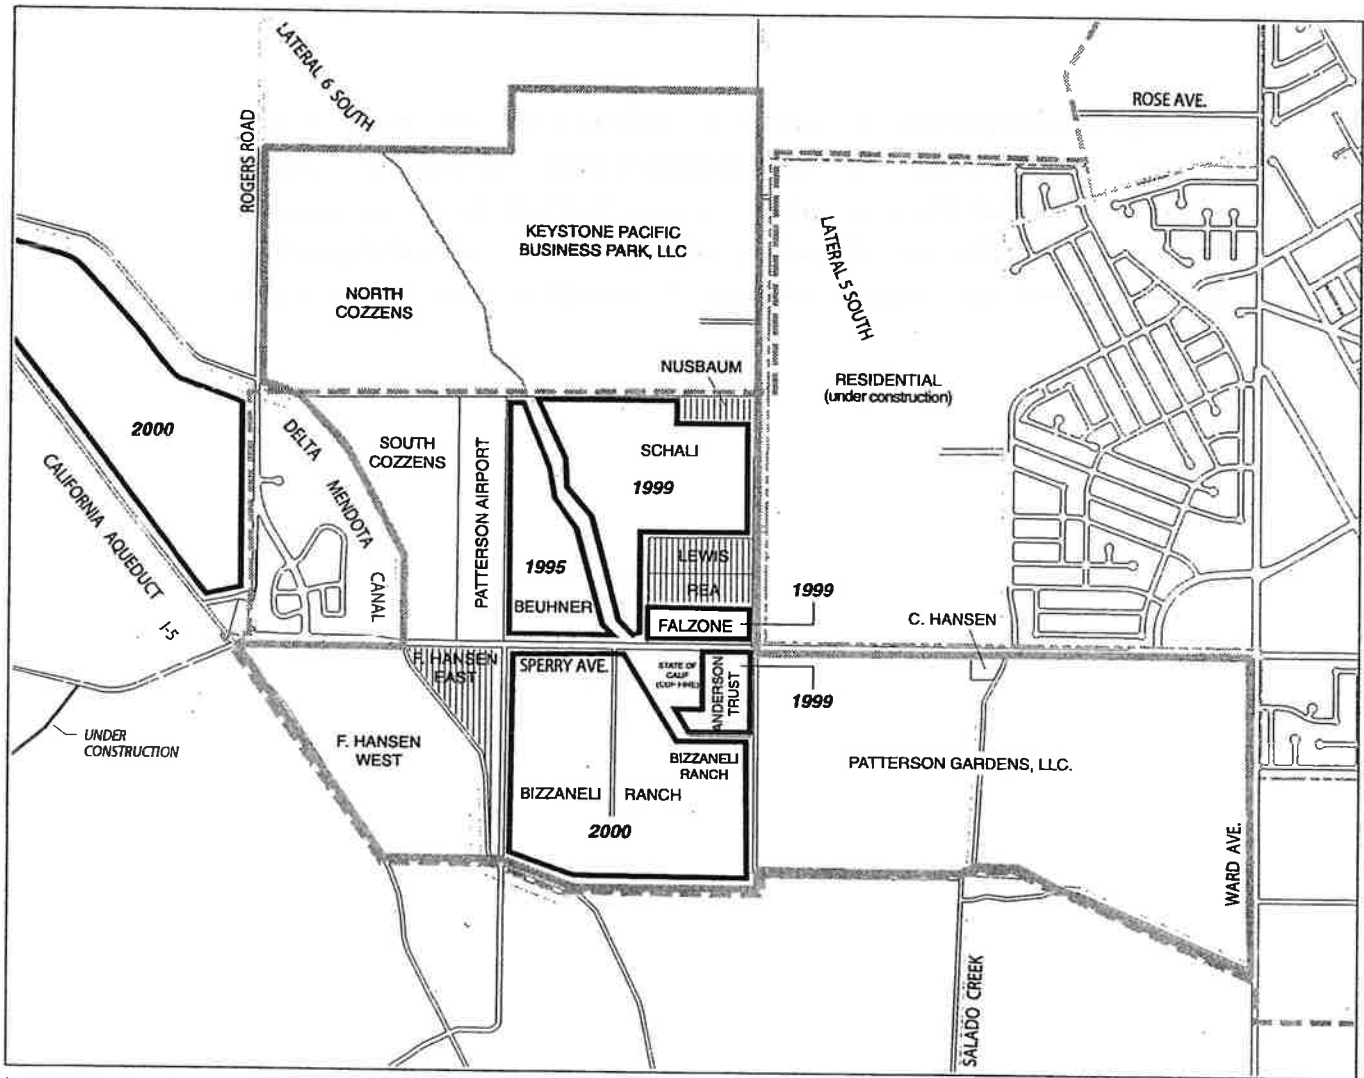 LATERAL 6 SOUTH
ROSE AVE.
ROGERS ROAD
KEYSTONE PACIFIC
BUSINESS PARK, LLC
LATERAL 5 SOUTH
NORTH
COZZENS
NUSBAUM
RESIDENTIAL
(under construction)
2000
DELTA
MENDOTA
CANAL
SOUTH
COZZENS
PATTERSON AIRPORT
SCHALI
1999
CALIFORNIA AQUEDUCT
I-5
1995
BEUHNER
LEWIS
REA
FALZONE
1999
C. HANSEN
F. HANSEN
EAST
SPERRY AVE.
STATE OF
CALIF
ANDERSON
TRUST
1999
UNDER
CONSTRUCTION
F. HANSEN
WEST
BIZZANELI
RANCH
BIZZANELI RANCH
2000
PATTERSON GARDENS, LLC.
WARD AVE.
SALADO CREEK